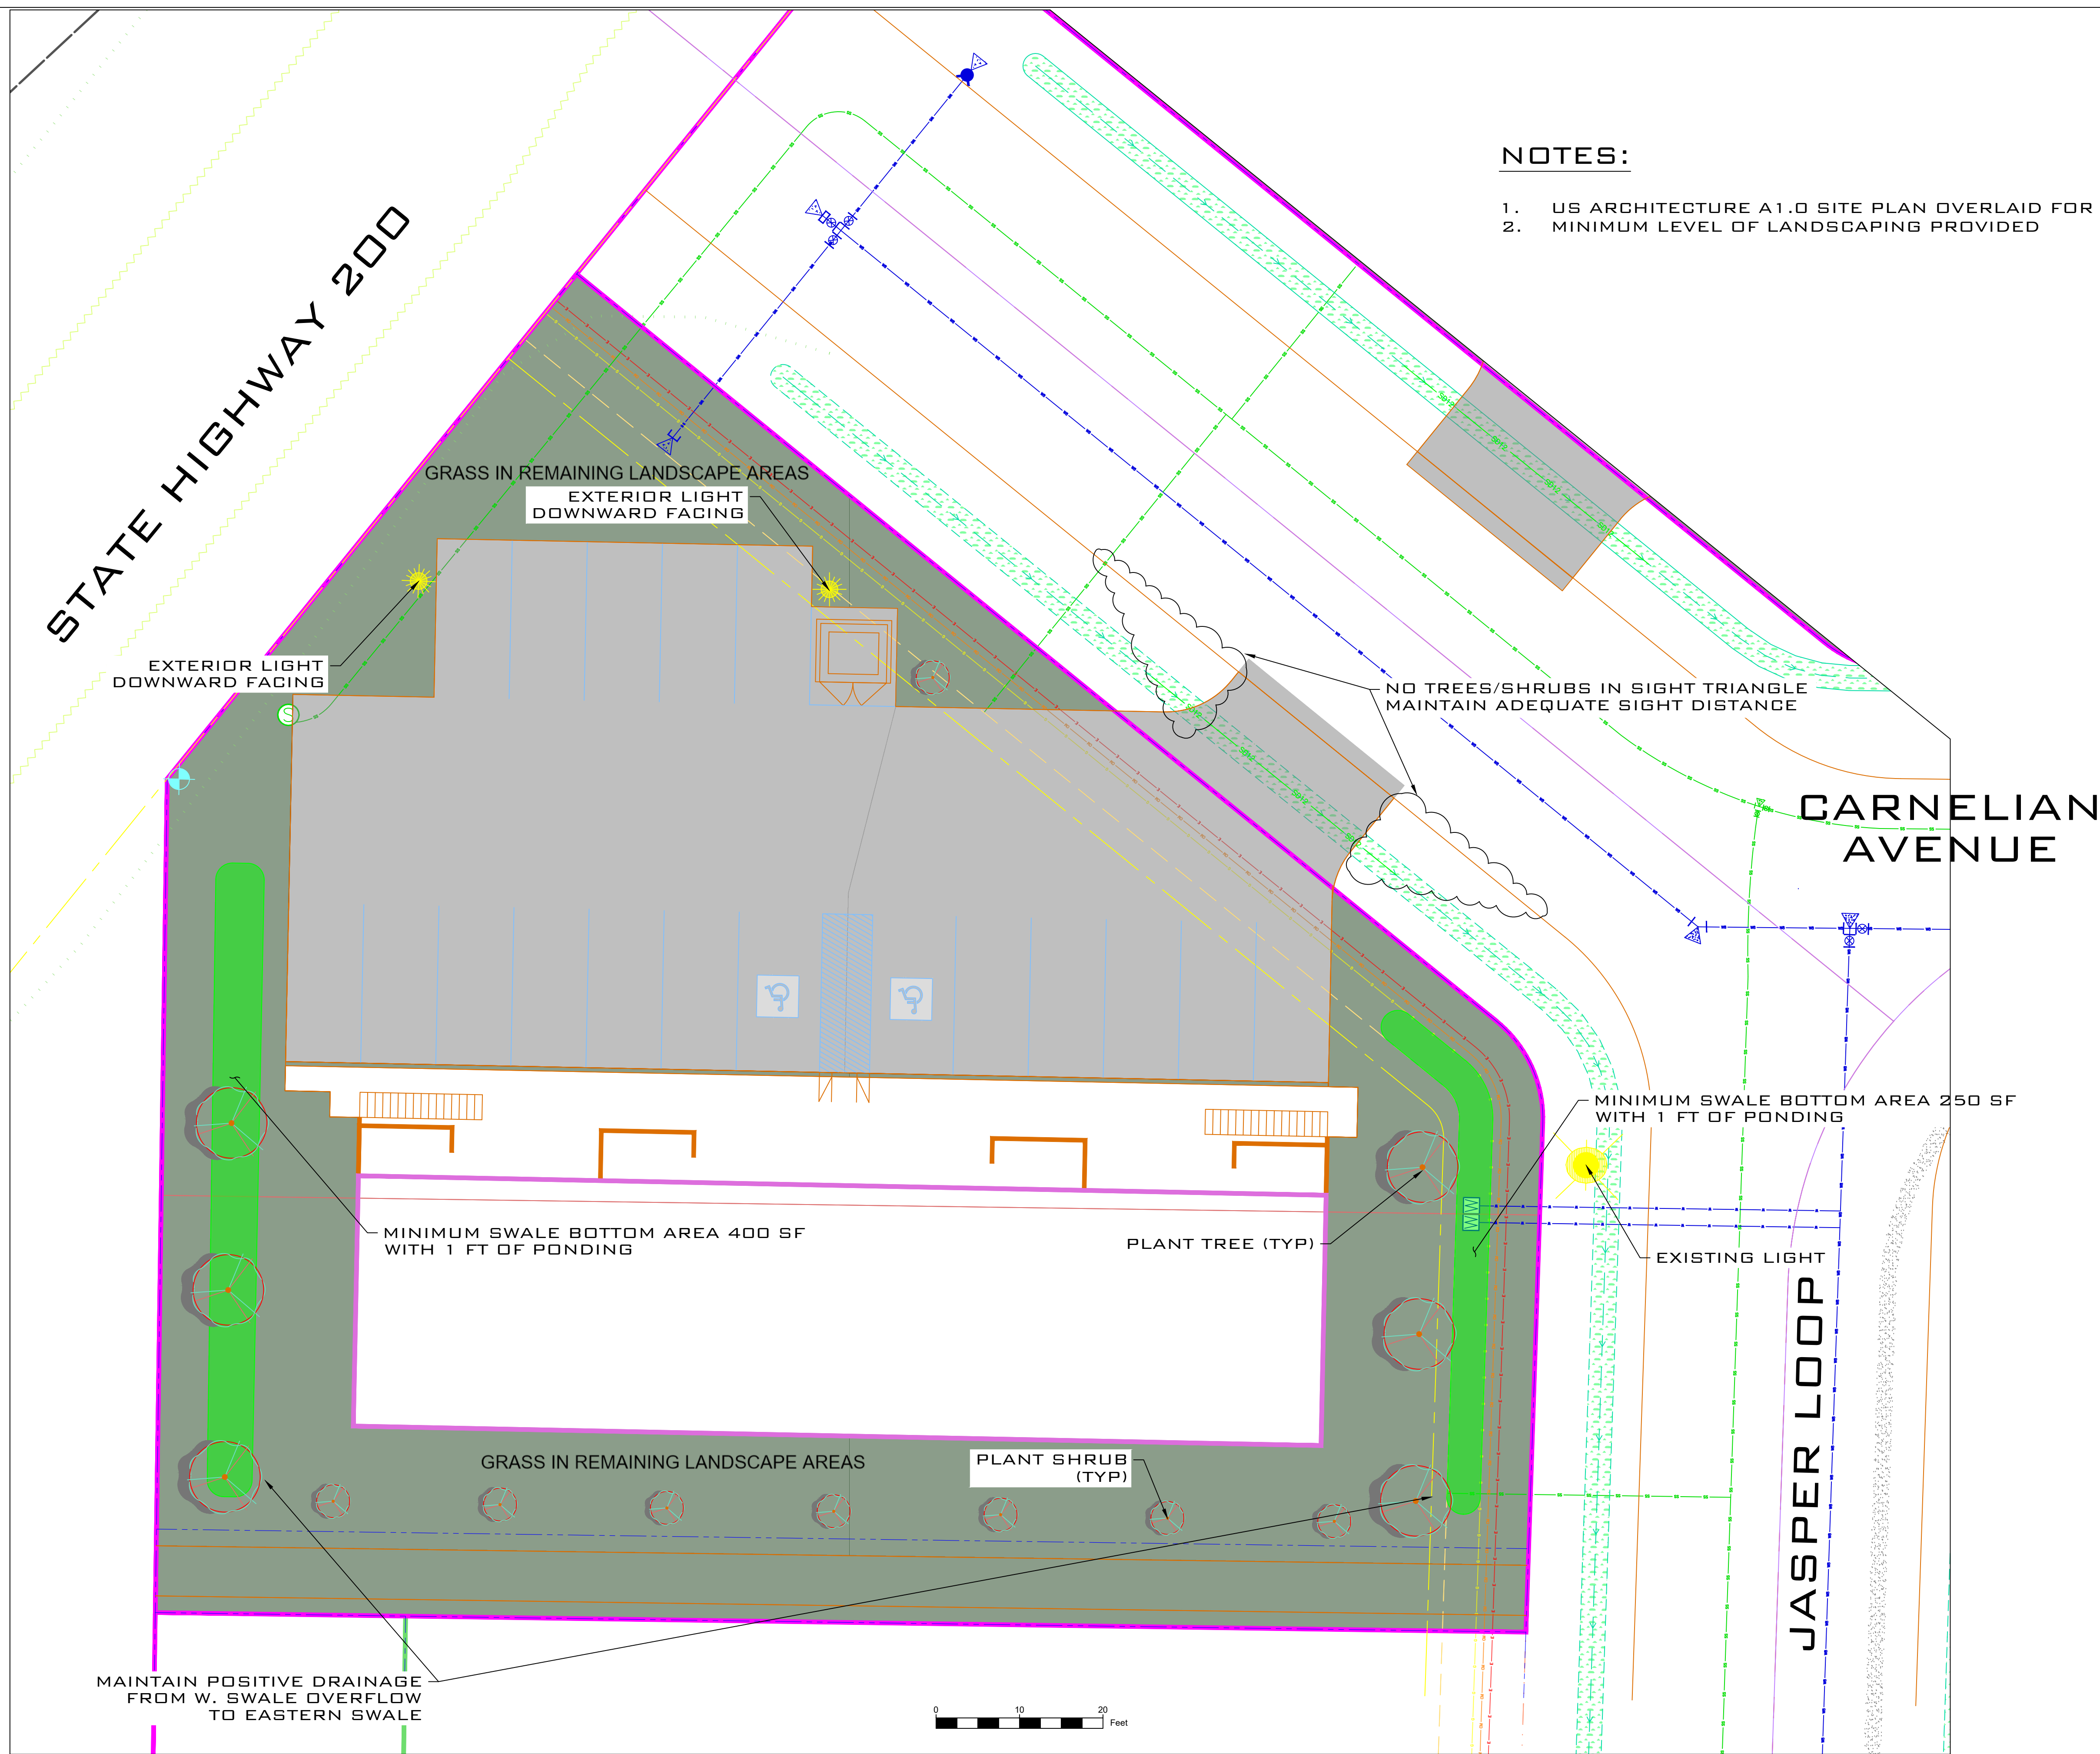 STATE HIGHWAY 200
NOTES:
1. US ARCHITECTURE A1.0 SITE PLAN OVERLAID FOR
2. MINIMUM LEVEL OF LANDSCAPING PROVIDED
GRASS IN REMAINING LANDSCAPE AREAS
EXTERIOR LIGHT
DOWNWARD FACING
EXTERIOR LIGHT
DOWNWARD FACING
S
NO TREES/SHRUBS IN SIGHT TRIANGLE
MAINTAIN ADEQUATE SIGHT DISTANCE
CARNELIAN
AVENUE
MINIMUM SWALE BOTTOM AREA 250 SF
WITH 1 FT OF PONDING
MINIMUM SWALE BOTTOM AREA 400 SF
WITH 1 FT OF PONDING
PLANT TREE (TYP)
EXISTING LIGHT
JASPER LOOP
GRASS IN REMAINING LANDSCAPE AREAS
PLANT SHRUB
(TYP)
MAINTAIN POSITIVE DRAINAGE
FROM W. SWALE OVERFLOW
TO EASTERN SWALE
0 10 20
Feet